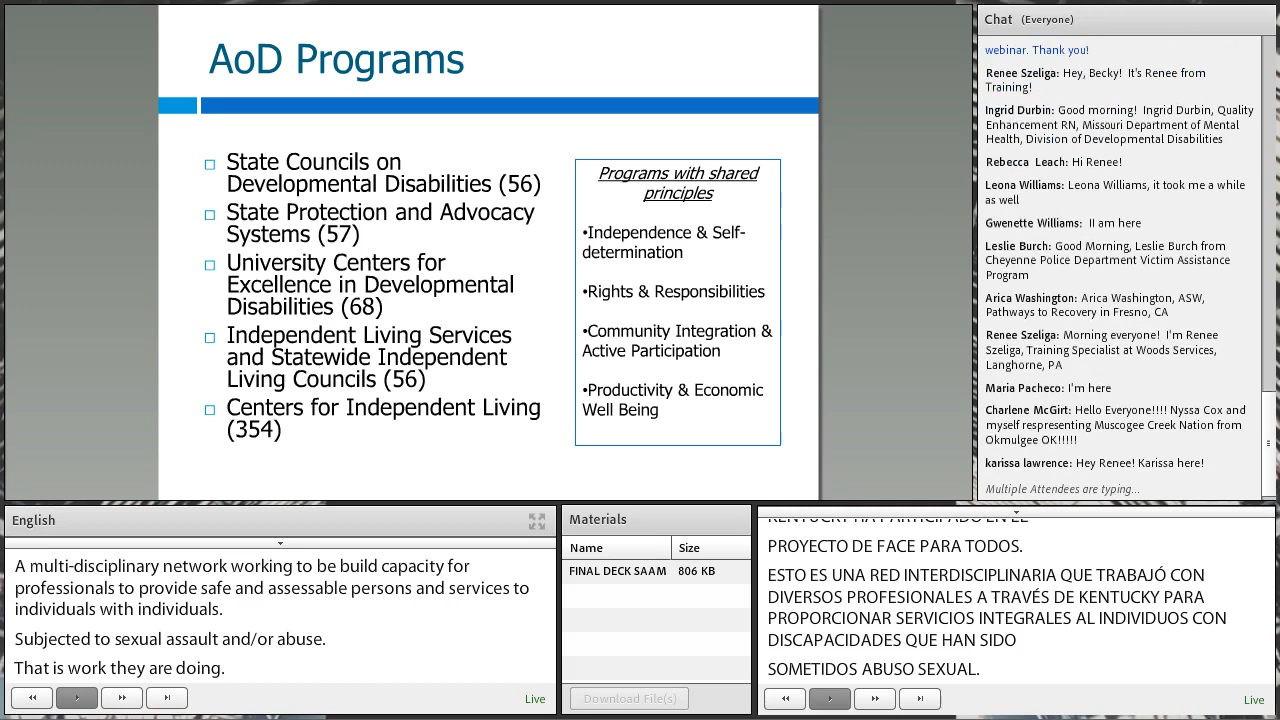 AoD Programs
State Councils on
Developmental Disabilities (56)
State Protection and Advocacy
Systems (57)
University Centers for
Excellence in Developmental
Disabilities (68)
Independent Living Services
and Statewide Independent
Living Councils (56)
Centers for Independent Living
(354)
Programs with shared
principles
•Independence & Self-
determination
•Rights & Responsibilities
•Community Integration &
Active Participation
•Productivity & Economic
Well Being
Chat (Everyone)
webinar. Thank you!
Renee Szeliga: Hey, Becky! It's Renee from
Training!
Ingrid Durbin: Good morning! Ingrid Durbin, Quality
Enhancement RN, Missouri Department of Mental
Health, Division of Developmental Disabilities
Rebecca Leach: Hi Renee!
Leona Williams: Leona Williams, it took me a while
as well
Gwenette Williams: II am here
Leslie Burch: Good Morning, Leslie Burch from
Cheyenne Police Department Victim Assistance
Program
Arica Washington: Arica Washington, ASW,
Pathways to Recovery in Fresno, CA
Renee Szeliga: Morning everyone! I'm Renee
Szeliga, Training Specialist at Woods Services,
Langhorne, PA
Maria Pacheco: I'm here
Charlene McGirt: Hello Everyone!!!! Nyssa Cox and
myself respresenting Muscogee Creek Nation from
Okmulgee OK!!!!!
karissa lawrence: Hey Renee! Karissa here!
Multiple Attendees are typing...
English
A multi-disciplinary network working to be build capacity for
professionals to provide safe and assessable persons and services to
individuals with individuals.
Subjected to sexual assault and/or abuse.
That is work they are doing.
Live
Materials
Name Size
FINAL DECK SAAM 806 KB
Download File(s)
KENTUCKY HA PARTICIPADO EN EL
PROYECTO DE FACE PARA TODOS.
ESTO ES UNA RED INTERDISCIPLINARIA QUE TRABAJÓ CON
DIVERSOS PROFESIONALES A TRAVÉS DE KENTUCKY PARA
PROPORCIONAR SERVICIOS INTEGRALES AL INDIVIDUOS CON
DISCAPACIDADES QUE HAN SIDO
SOMETIDOS ABUSO SEXUAL.
Live